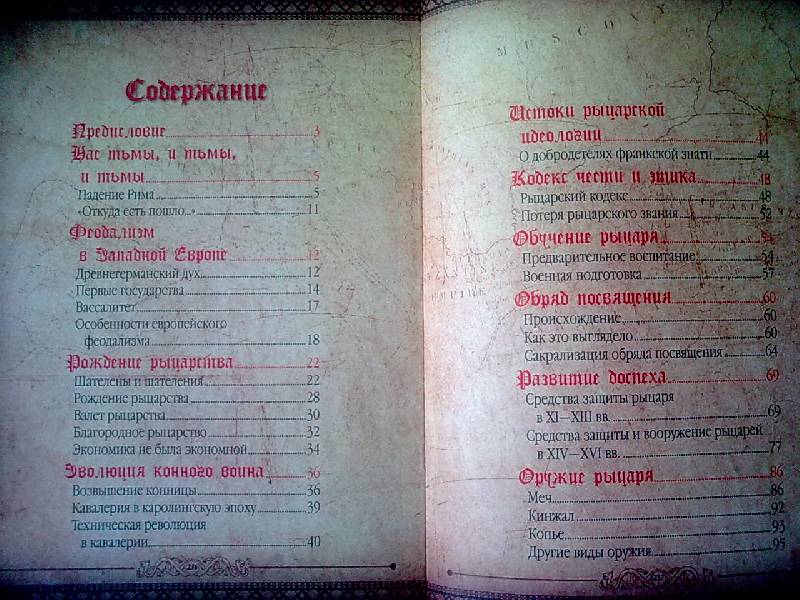 Содержание
Предисловие 3
Час тьмы, и тьмы,
и тьмы 5
Падение Рима 5
«Откуда есть пошло...» 11
Феодализм
в Западной Европе 12
Древнегерманский дух 12
Первые государства 14
Вассалитет 17
Особенности европейского
феодализма 18
Рождение рыцарства 22
Шателены и шателения 22
Рождение рыцарства 28
Взлет рыцарства 30
Благородное рыцарство 32
Экономика не была экономной 34
Эволюция конного воина 36
Возвышение конницы 36
Кавалерия в каролингскую эпоху 39
Техническая революция
в кавалерии 40
MUSCOVY
Истоки рыцарской
идеологии 44
О добродетелях франкской знати 44
Кодекс чести и этика 48
Рыцарский кодекс 48
Потеря рыцарского звания 52
Обучение рыцаря 54
Предварительное воспитание 54
Военная подготовка 57
Обряд посвящения 60
Происхождение 60
Как это выглядело 60
Сакрализация обряда посвящения 64
Развитие доспеха 69
Средства защиты рыцаря
в XI—XIII вв. 69
Средства защиты и вооружение рыцарей
в XIV—XVI вв. 77
Оружие рыцаря 86
Меч 86
Кинжал 92
Копье 93
Другие виды оружия 95